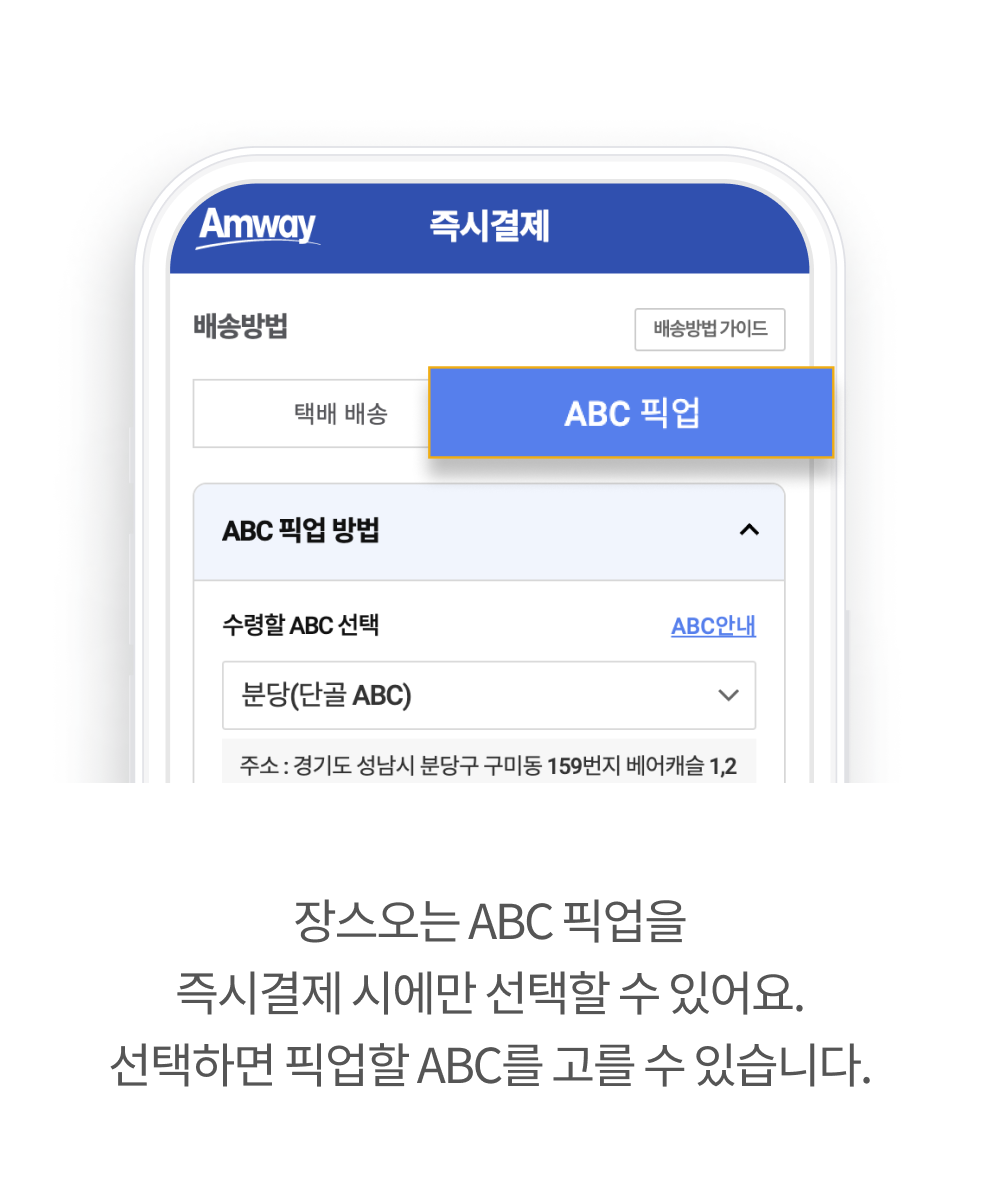 Amway 즉시결제
배송방법 배송방법 가이드
택배 배송 ABC 픽업
ABC 픽업 방법
수령할 ABC 선택 ABC안내
분당(단골 ABC)
주소 : 경기도 성남시 분당구 구미동 159번지 베어캐슬 1,2
장스오는 ABC 픽업을
즉시결제 시에만 선택할 수 있어요.
선택하면 픽업할 ABC를 고를 수 있습니다.